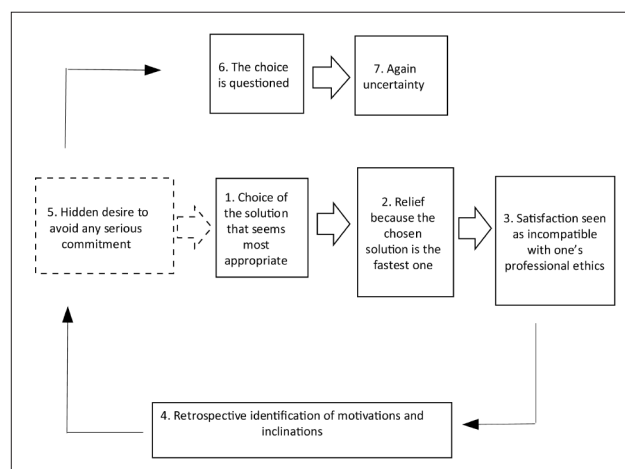 6. The choice
is questioned
7. Again
uncertainty
5. Hidden desire to
avoid any serious
commitment
1. Choice of
the solution
that seems
most
appropriate
2. Relief
because the
chosen
solution is the
fastest one
3. Satisfaction seen
as incompatible
with one's
professional ethics
4. Retrospective identification of motivations and
inclinations